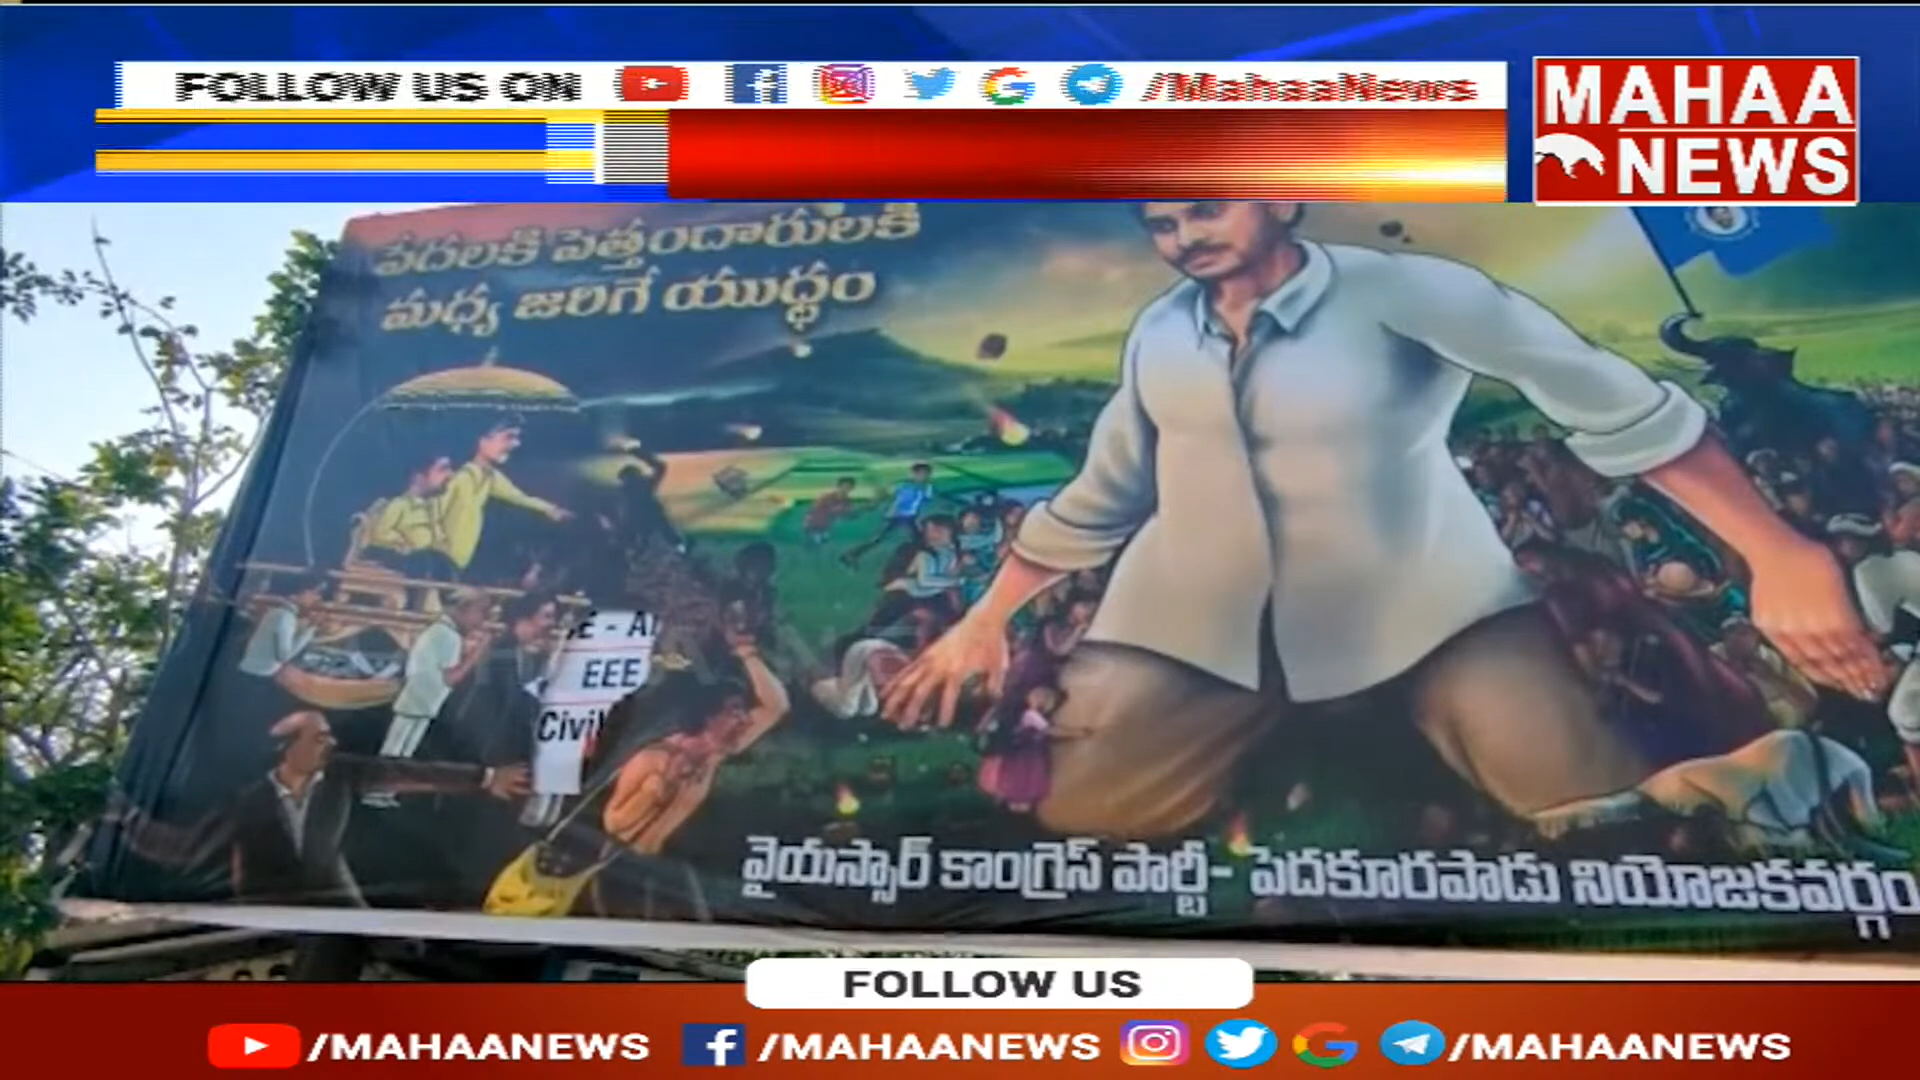 FOLLOW US ON /MahaaNews
MAHAA
NEWS
పేదలకి పెత్తందారులకి
మధ్య జరిగే యుద్ధం
EEE
Civil
వైయస్సార్ కాంగ్రెస్ పార్టీ- పెదకూరపాడు నియోజకవర్గం
FOLLOW US
/MAHAANEWS /MAHAANEWS /MAHAANEWS